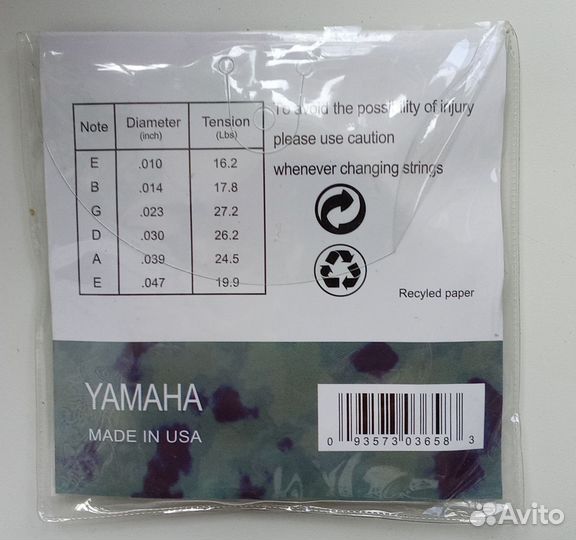 Note Diameter (inch) Tension (Lbs)
E .010 16.2
B .014 17.8
G .023 27.2
D .030 26.2
A .039 24.5
E .047 19.9
To avoid the possibility of injury
please use caution
whenever changing strings
Recyled paper
YAMAHA
MADE IN USA
0 93573 03658 3
Avito